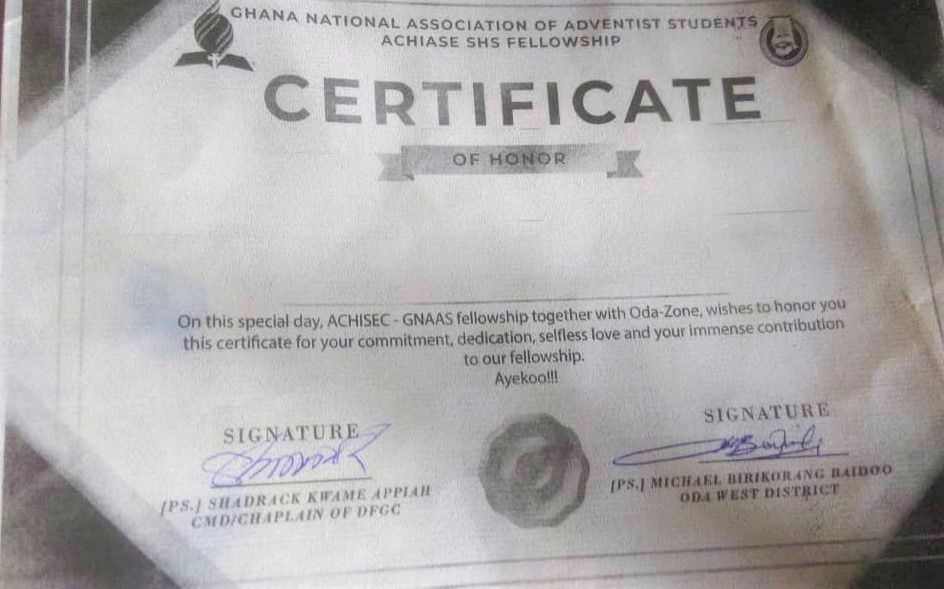 GHANA NATIONAL ASSOCIATION OF ADVENTIST STUDENTS
ACHIASE SHS FELLOWSHIP
CERTIFICATE
OF HONOR
On this special day, ACHISEC - GNAAS fellowship together with Oda-Zone, wishes to honor you
this certificate for your commitment, dedication, selfless love and your immense contribution
to our fellowship.
Ayekoo!!!
SIGNATURE
[PS.] SHADRACK KWAME APPIAH
CMD/CHAPLAIN OF DFGC
SIGNATURE
[PS.] MICHAEL BIRIKORANG BAIDOO
ODA WEST DISTRICT